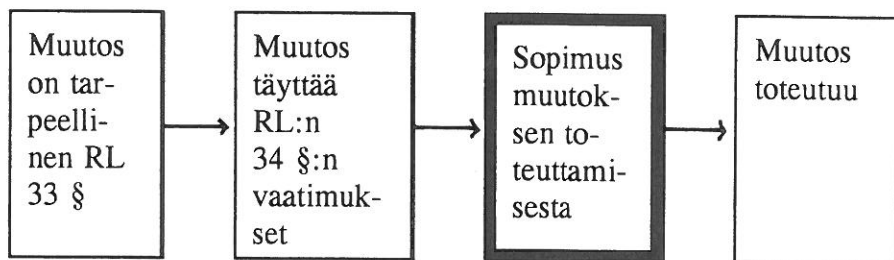 Muutos
on tar-
peelli-
nen RL
33 §
Muutos
täyttää
RL:n
34 §:n
vaatimuk-
set
Sopimus
muutok-
sen to-
teuttami-
sesta
Muutos
toteutuu